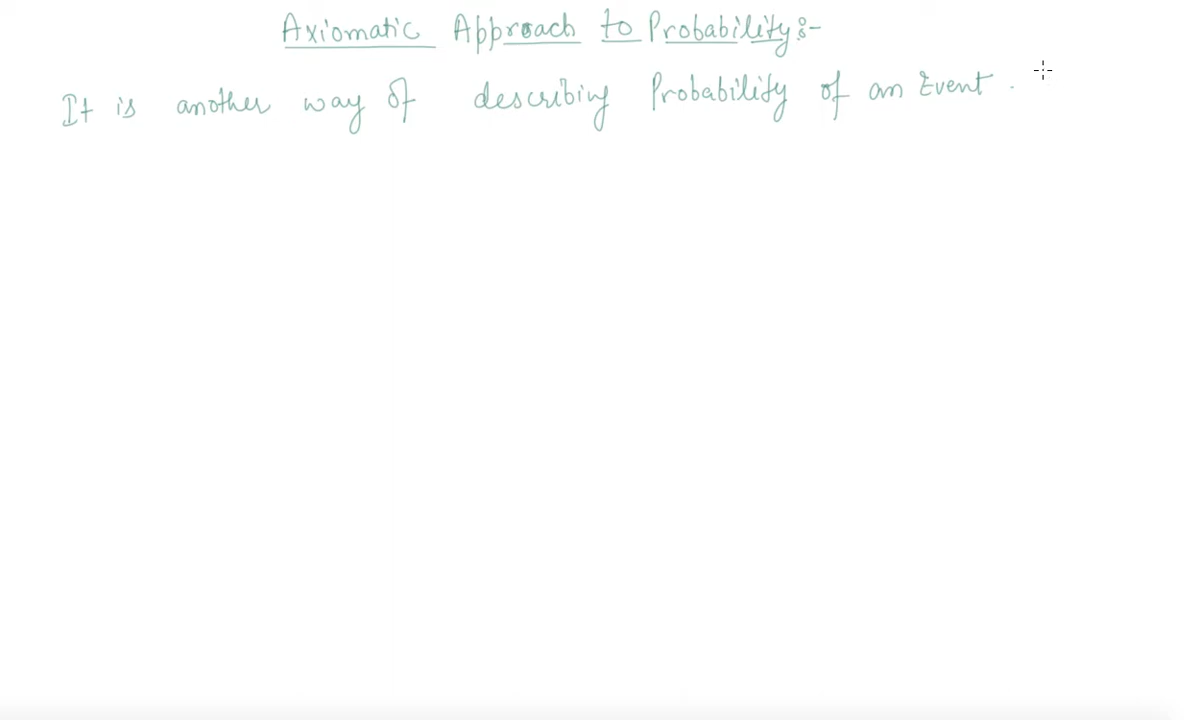 Axiomatic Approach to Probability:-
It is another way of describing Probability of an Event.